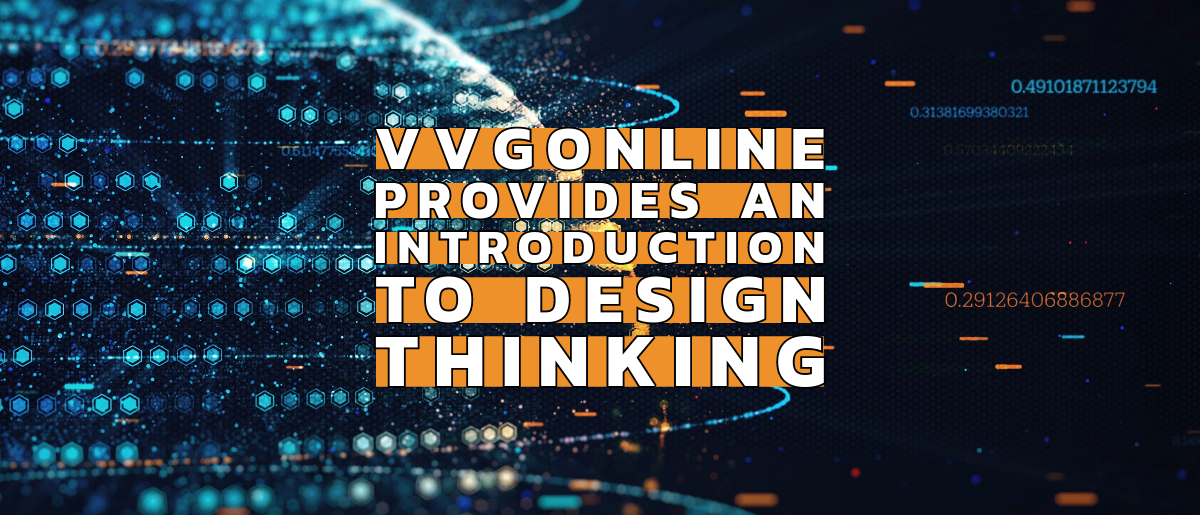 0.49101871123794
0.31381699380321
VVGONLINE
PROVIDES AN
INTRODUCTION
TO DESIGN
THINKING
0.29126406886877